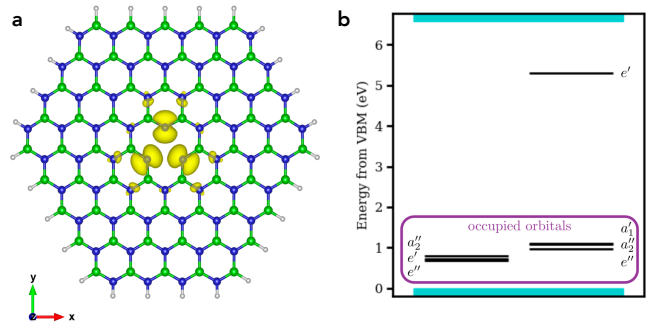 a
b
y
x
Energy from VBM (eV)
6
5
4
3
2
1
0
e′
occupied orbitals
a″₂
e′
e″
a′₁
a″₂
e″